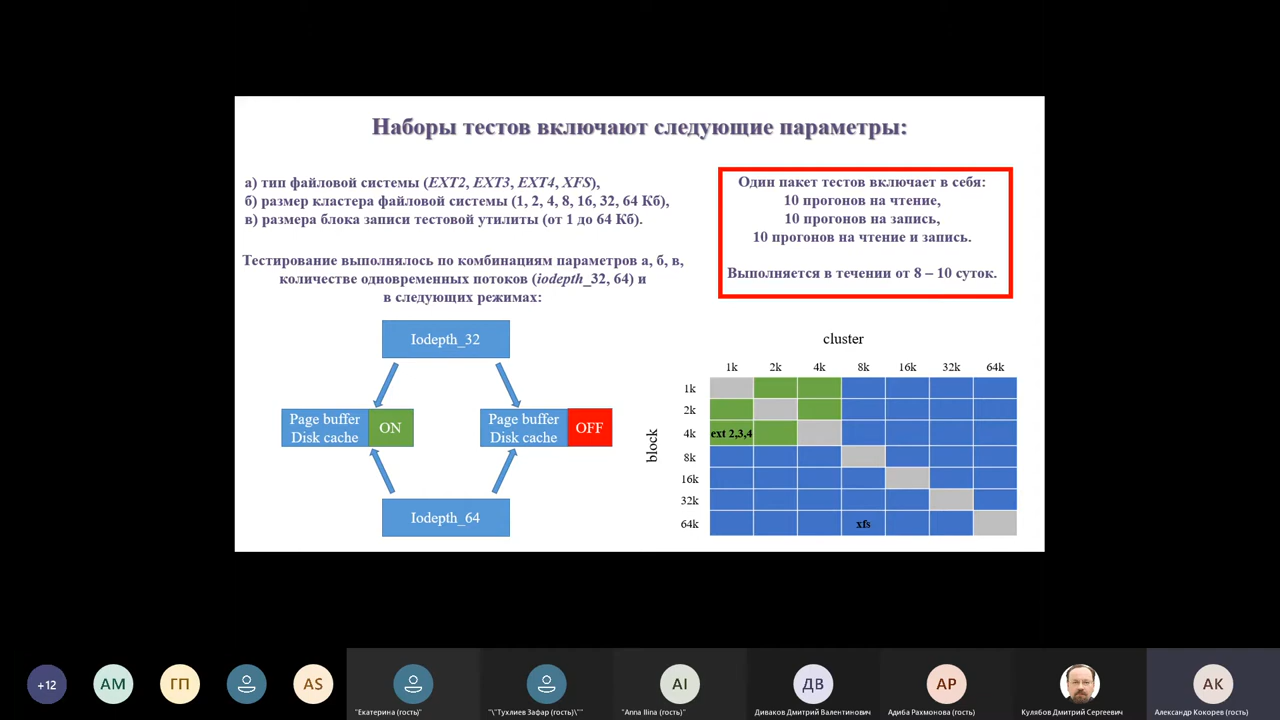 Наборы тестов включают следующие параметры:
а) тип файловой системы (EXT2, EXT3, EXT4, XFS),
б) размер кластера файловой системы (1, 2, 4, 8, 16, 32, 64 Кб),
в) размера блока записи тестовой утилиты (от 1 до 64 Кб).
Тестирование выполнялось по комбинациям параметров а, б, в,
количестве одновременных потоков (iodepth_32, 64) и
в следующих режимах:
Один пакет тестов включает в себя:
10 прогонов на чтение,
10 прогонов на запись,
10 прогонов на чтение и запись.
Выполняется в течении от 8 – 10 суток.
Iodepth_32
Page buffer
Disk cache
ON
Page buffer
Disk cache
OFF
Iodepth_64
cluster
1k 2k 4k 8k 16k 32k 64k
block
1k
2k
4k
ext 2,3,4
8k
16k
32k
64k
xfs
+12
AM
ГП
AS
AI
ДВ
AP
AK
"Екатерина (гость)"
"\"Тухлиев Зафар (гость)\""
"Anna Ilina (гость)"
Диваков Дмитрий Валентинович
Адиба Рахмонова (гость)
Кулябов Дмитрий Сергеевич
Александр Кокорев (гость)